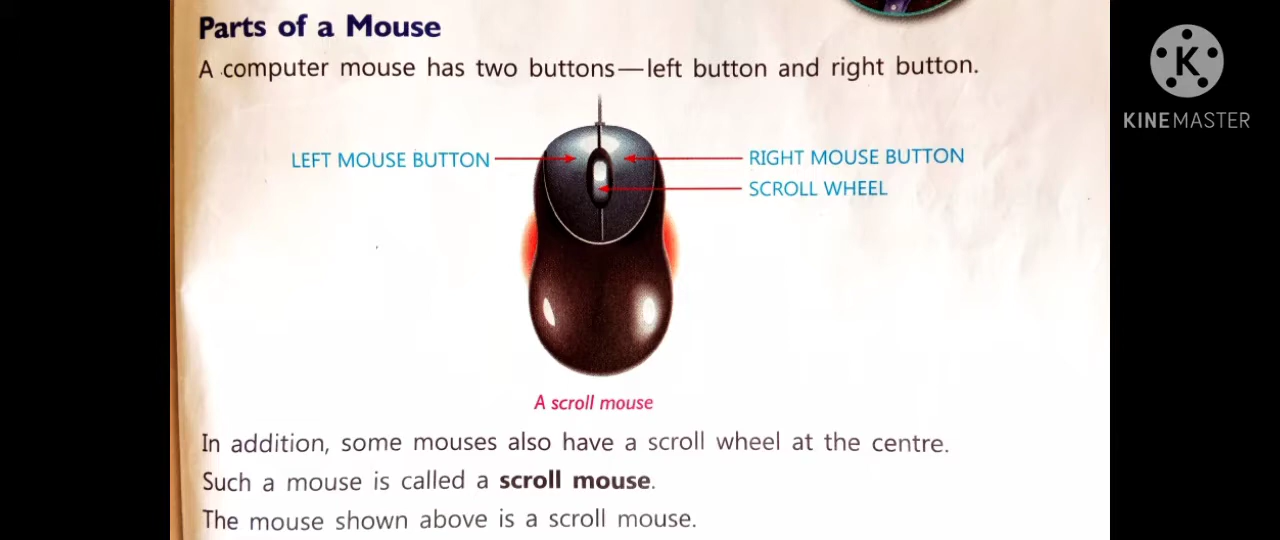 Parts of a Mouse
A computer mouse has two buttons—left button and right button.
LEFT MOUSE BUTTON
RIGHT MOUSE BUTTON
SCROLL WHEEL
A scroll mouse
In addition, some mouses also have a scroll wheel at the centre.
Such a mouse is called a scroll mouse.
The mouse shown above is a scroll mouse.
K
KINEMASTER